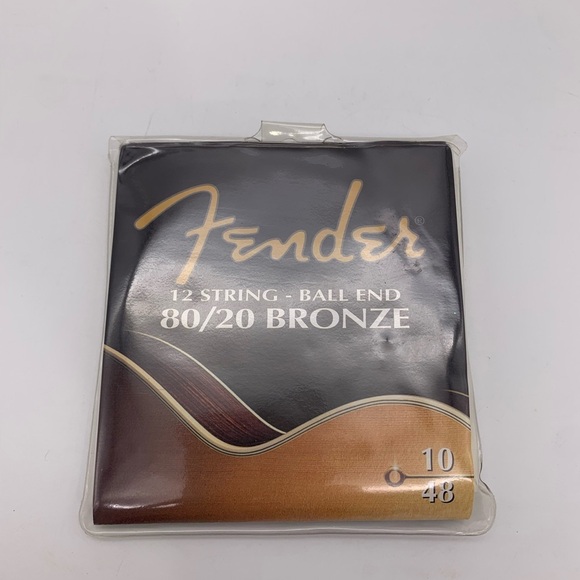 Fender®
12 STRING - BALL END
80/20 BRONZE
10
48